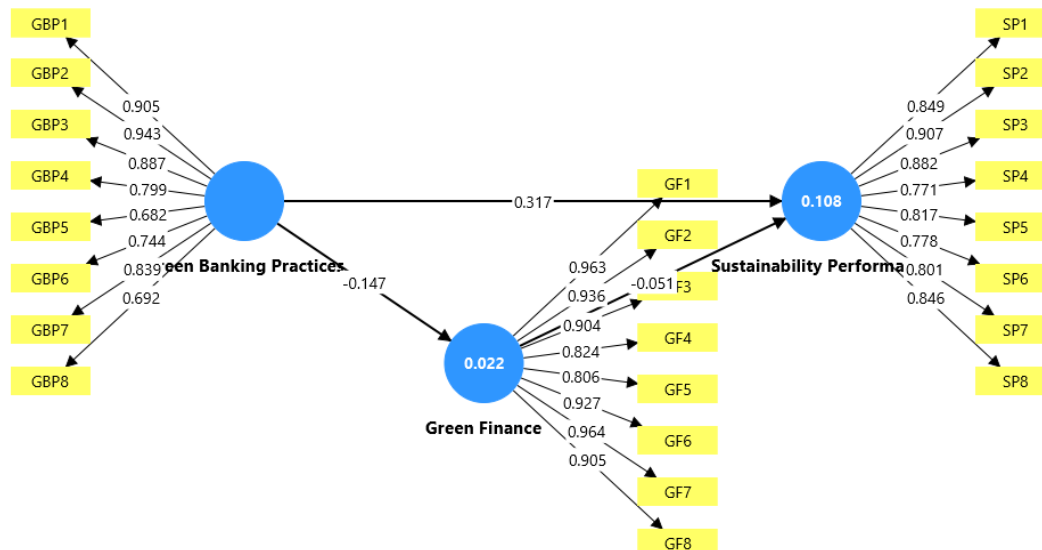 GBP1
GBP2
GBP3
GBP4
GBP5
GBP6
GBP7
GBP8
0.905
0.943
0.887
0.799
0.682
0.744
0.839
0.692
een Banking Practices
0.317
-0.147
0.022
Green Finance
GF1
GF2
F3
GF4
GF5
GF6
GF7
GF8
0.963
0.936
-0.051
0.904
0.824
0.806
0.927
0.964
0.905
0.108
Sustainability Performa
SP1
SP2
SP3
SP4
SP5
SP6
SP7
SP8
0.849
0.907
0.882
0.771
0.817
0.778
0.801
0.846